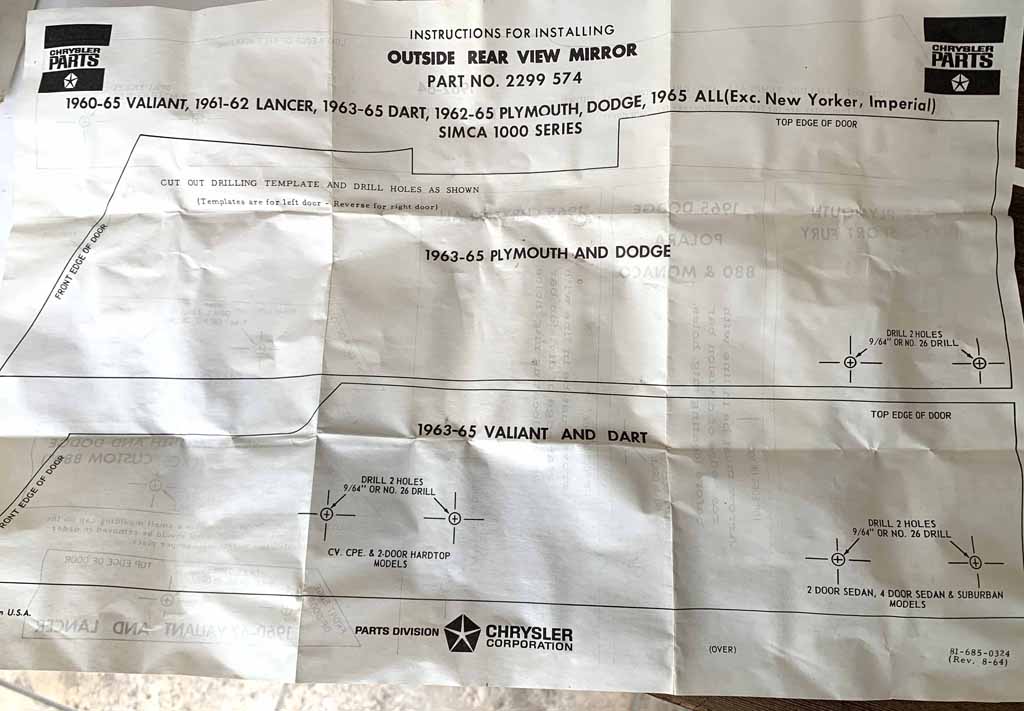 CHRYSLER
PARTS
INSTRUCTIONS FOR INSTALLING
OUTSIDE REAR VIEW MIRROR
PART NO. 2299 574
CHRYSLER
PARTS
1960-65 VALIANT, 1961-62 LANCER, 1963-65 DART, 1962-65 PLYMOUTH, DODGE, 1965 ALL(Exc. New Yorker, Imperial)
SIMCA 1000 SERIES
TOP EDGE OF DOOR
CUT OUT DRILLING TEMPLATE AND DRILL HOLES AS SHOWN
(Templates are for left door - Reverse for right door)
FRONT EDGE OF DOOR
1963-65 PLYMOUTH AND DODGE
DRILL 2 HOLES
9/64" OR NO. 26 DRILL
TOP EDGE OF DOOR
1963-65 VALIANT AND DART
RONT EDGE OF DOOR
DRILL 2 HOLES
9/64" OR NO. 26 DRILL
CV. CPE. & 2-DOOR HARDTOP
MODELS
DRILL 2 HOLES
9/64" OR NO. 26 DRILL
2 DOOR SEDAN, 4 DOOR SEDAN & SUBURBAN
MODELS
U.S.A.
PARTS DIVISION
CHRYSLER
CORPORATION
(OVER)
81-685-0324
(Rev. 8-64)